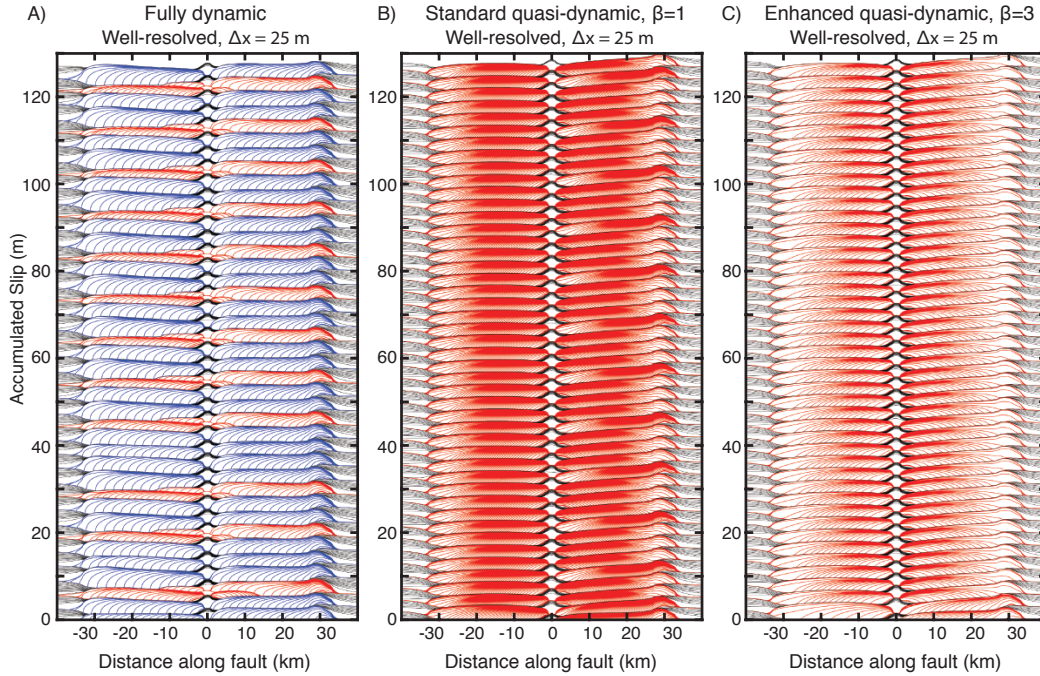 A) Fully dynamic
Well-resolved, Δx = 25 m
B) Standard quasi-dynamic, β=1
Well-resolved, Δx = 25 m
C) Enhanced quasi-dynamic, β=3
Well-resolved, Δx = 25 m
Accumulated Slip (m)
120
100
80
60
40
20
0
120
100
80
60
40
20
0
120
100
80
60
40
20
0
-30 -20 -10 0 10 20 30
-30 -20 -10 0 10 20 30
-30 -20 -10 0 10 20 30
Distance along fault (km)
Distance along fault (km)
Distance along fault (km)